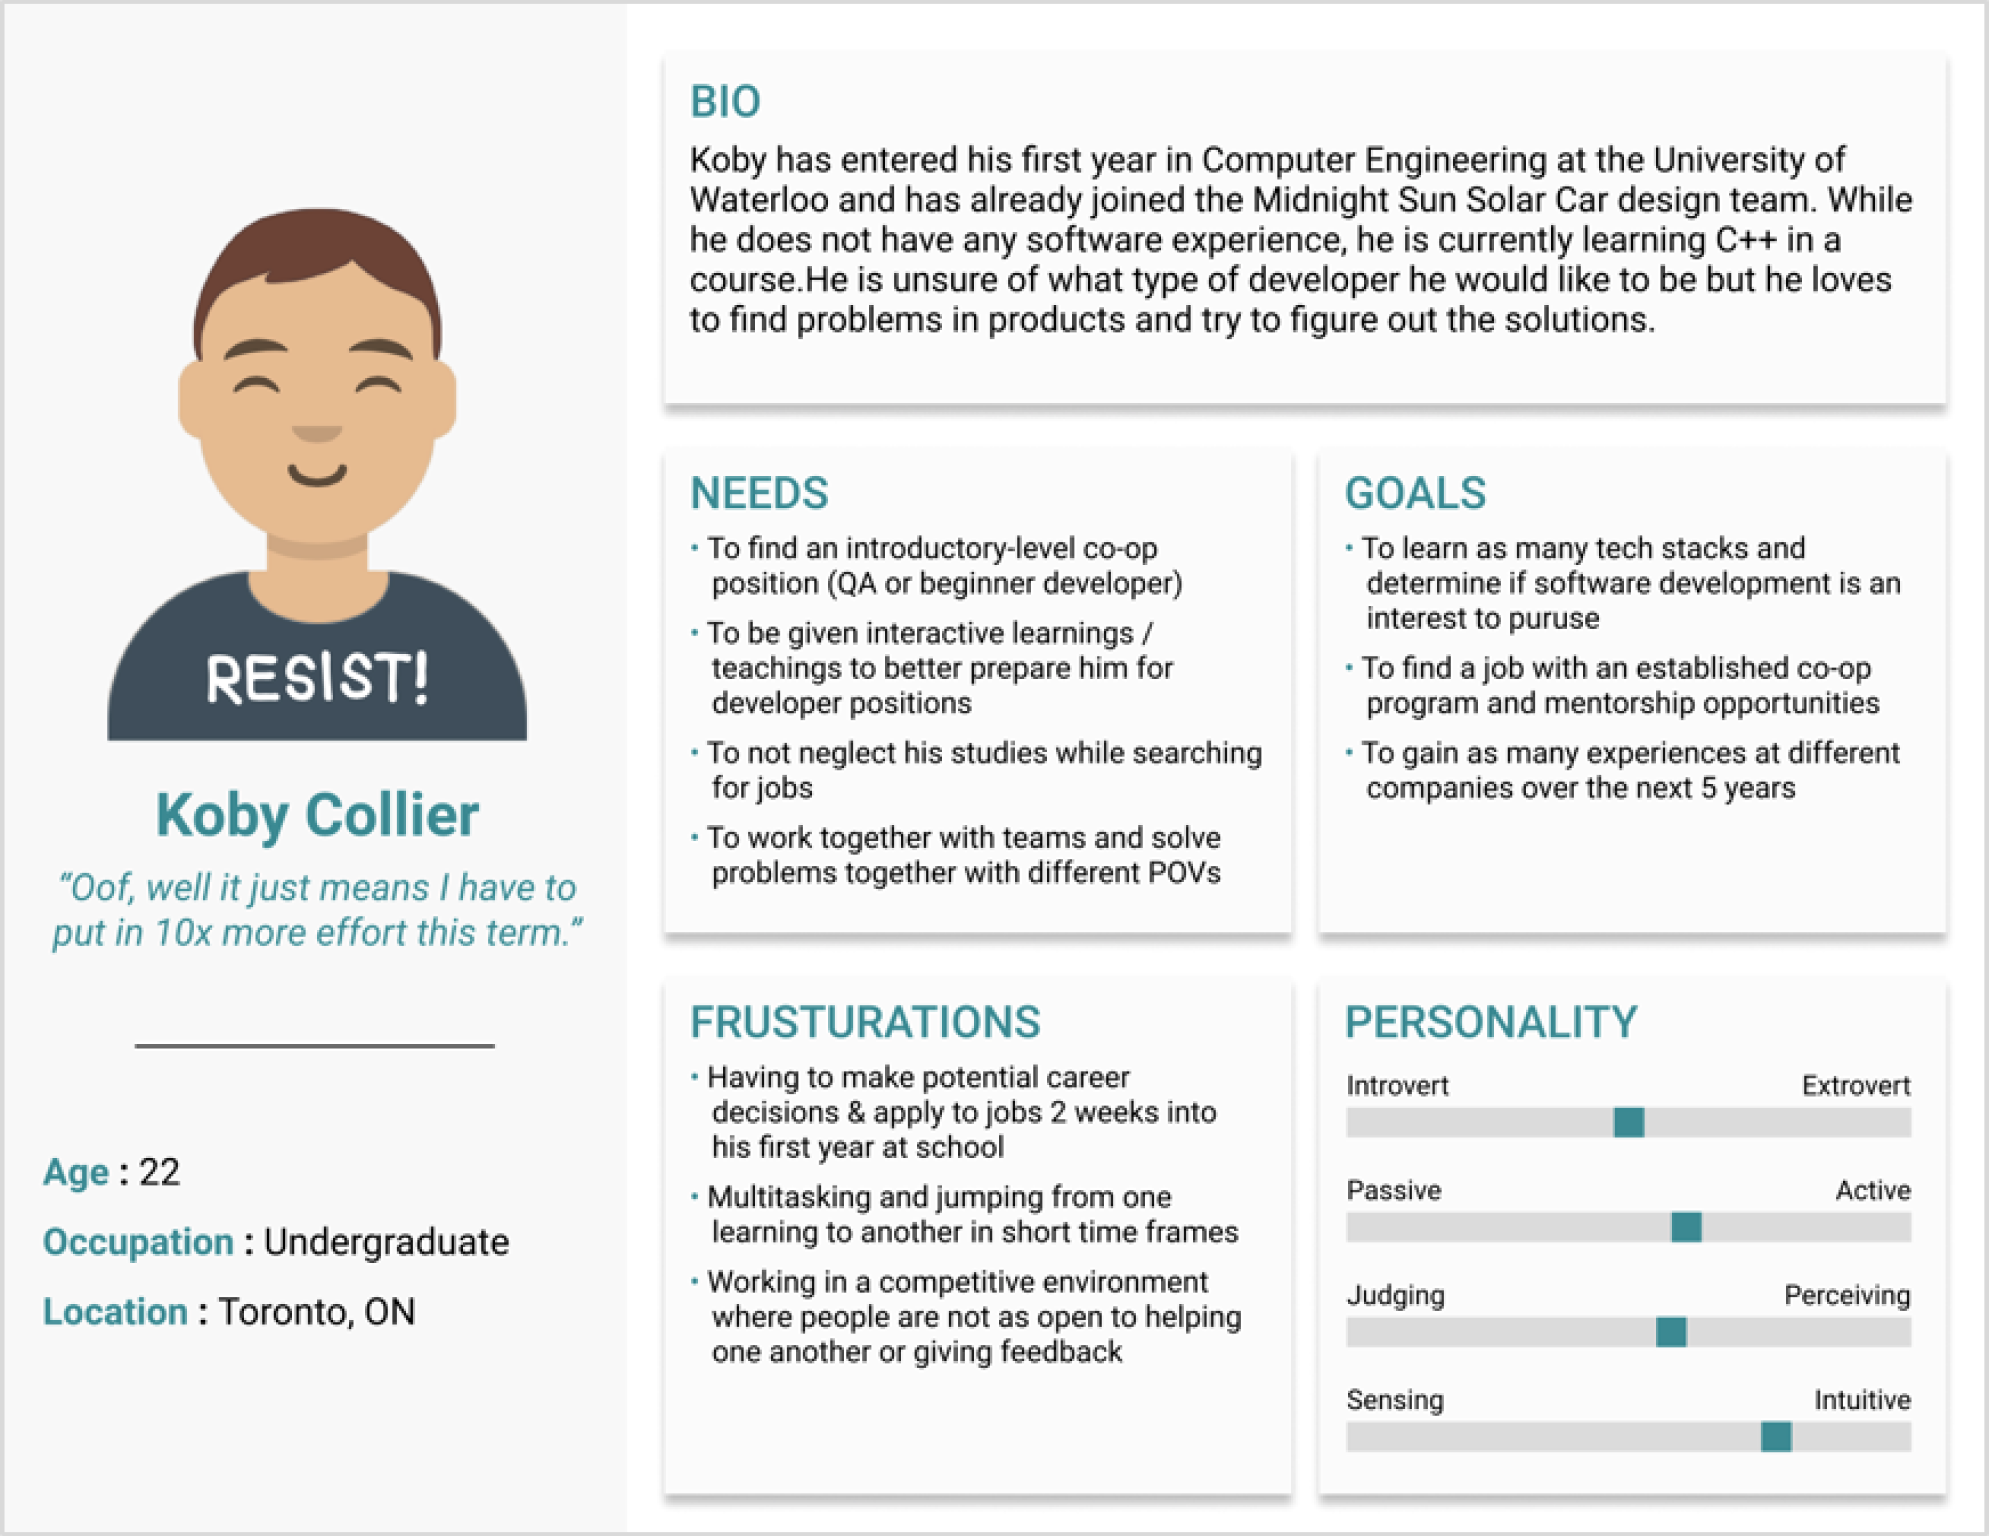 RESIST!
Koby Collier
“Oof, well it just means I have to
put in 10x more effort this term.”
Age : 22
Occupation : Undergraduate
Location : Toronto, ON
BIO
Koby has entered his first year in Computer Engineering at the University of
Waterloo and has already joined the Midnight Sun Solar Car design team. While
he does not have any software experience, he is currently learning C++ in a
course.He is unsure of what type of developer he would like to be but he loves
to find problems in products and try to figure out the solutions.
NEEDS
• To find an introductory-level co-op
position (QA or beginner developer)
• To be given interactive learnings /
teachings to better prepare him for
developer positions
• To not neglect his studies while searching
for jobs
• To work together with teams and solve
problems together with different POVs
GOALS
• To learn as many tech stacks and
determine if software development is an
interest to puruse
• To find a job with an established co-op
program and mentorship opportunities
• To gain as many experiences at different
companies over the next 5 years
FRUSTURATIONS
• Having to make potential career
decisions & apply to jobs 2 weeks into
his first year at school
• Multitasking and jumping from one
learning to another in short time frames
• Working in a competitive environment
where people are not as open to helping
one another or giving feedback
PERSONALITY
Introvert Extrovert
Passive Active
Judging Perceiving
Sensing Intuitive